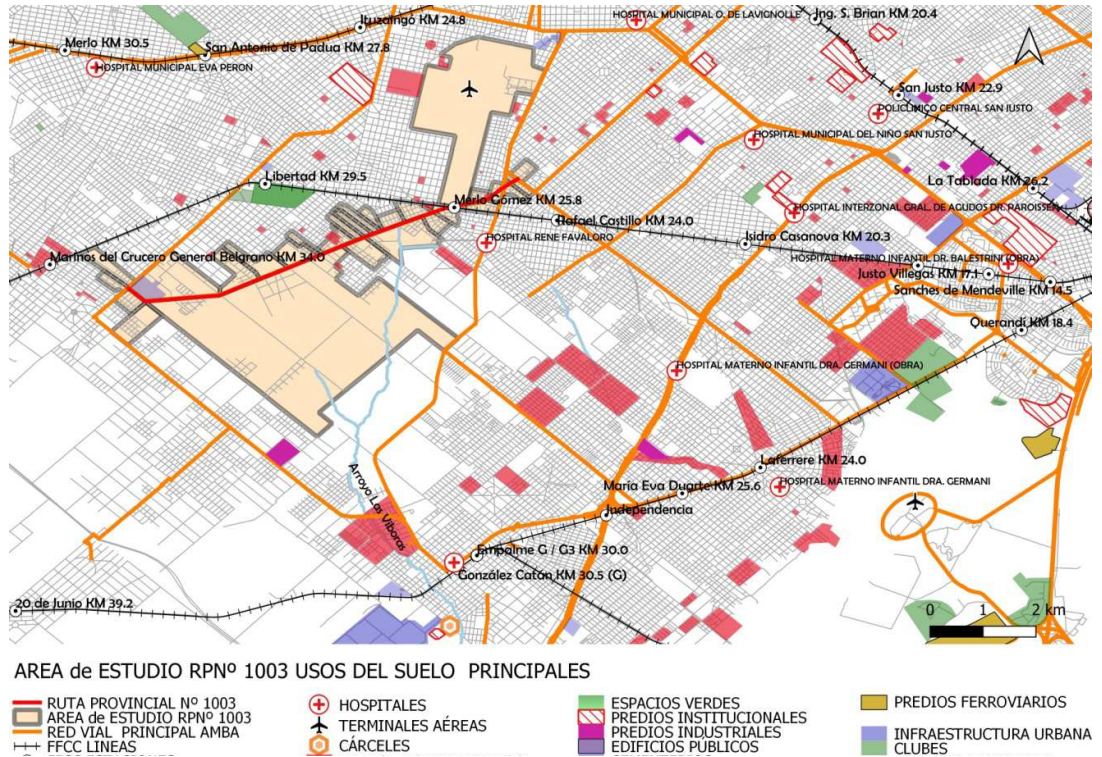 Ituzaingó KM 24.8
HOSPITAL MUNICIPAL O. DE LAVIGNOLLE
Jng. S. Brian KM 20.4
Merlo KM 30.5
San Antonio de Padua KM 27.8
HOSPITAL MUNICIPAL EVA PERON
San Justo KM 22.9
POLICLINICO CENTRAL SAN JUSTO
HOSPITAL MUNICIPAL DEL NIÑO SAN JUSTO
Libertad KM 29.5
La Tablada KM 26.2
Merlo Gómez KM 25.8
HOSPITAL INTERZONAL GRAL. DE AGUDOS DR. PAROISSEN
Rafael Castillo KM 24.0
HOSPITAL RENE FAVALORO
Isidro Casanova KM 20.3
Marinos del Crucero General Belgrano KM 34.0
HOSPITAL MATERNO INFANTIL DR. BALESTRINI (OBRA)
Justo Villegas KM 17.1
Sanches de Mendeville KM 14.5
Querandí KM 18.4
HOSPITAL MATERNO INFANTIL DRA. GERMANI (OBRA)
Laferrere KM 24.0
Arroyo Las Víboras
María Eva Duarte KM 25.6
HOSPITAL MATERNO INFANTIL DRA. GERMANI
Independencia
Empalme G / G3 KM 30.0
González Catán KM 30.5 (G)
20 de Junio KM 39.2
0 1 2 km
AREA de ESTUDIO RPNº 1003 USOS DEL SUELO PRINCIPALES
RUTA PROVINCIAL Nº 1003
AREA de ESTUDIO RPNº 1003
RED VIAL PRINCIPAL AMBA
FFCC LINEAS
HOSPITALES
TERMINALES AÉREAS
CÁRCELES
ESPACIOS VERDES
PREDIOS INSTITUCIONALES
PREDIOS INDUSTRIALES
EDIFICIOS PÚBLICOS
PREDIOS FERROVIARIOS
INFRAESTRUCTURA URBANA
CLUBES